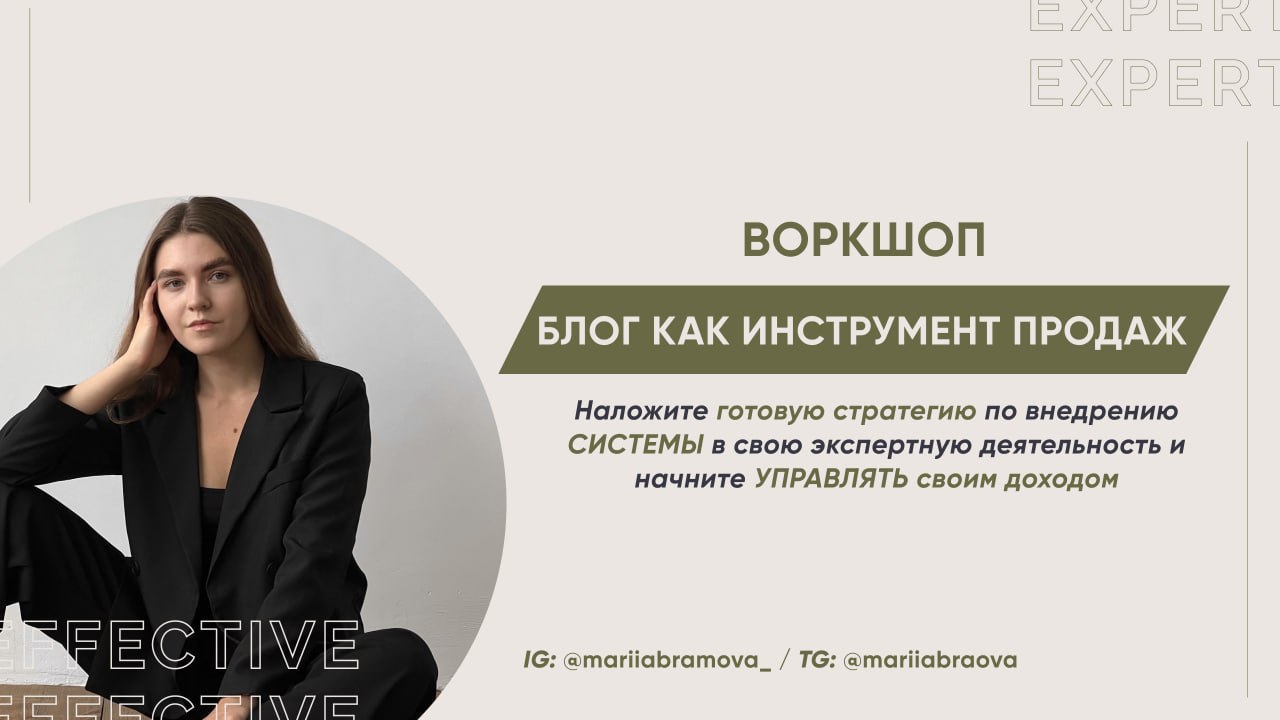 EXPERT
EXPERT
ВОРКШОП
БЛОГ КАК ИНСТРУМЕНТ ПРОДАЖ
Наложите готовую стратегию по внедрению
СИСТЕМЫ в свою экспертную деятельность и
начните УПРАВЛЯТЬ своим доходом
EFFECTIVE
EFFECTIVE
IG: @mariiabramova_ / TG: @mariiabraova